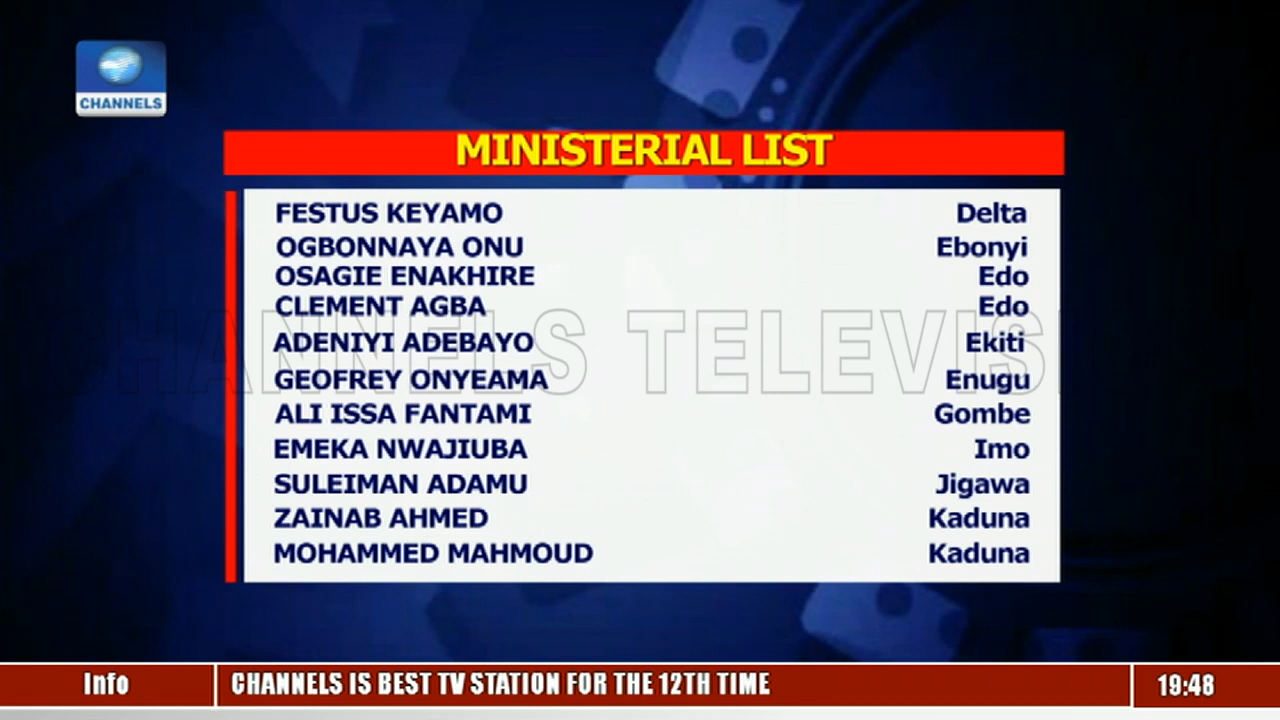 CHANNELS
MINISTERIAL LIST
FESTUS KEYAMO Delta
OGBONNAYA ONU Ebonyi
OSAGIE ENAKHIRE Edo
CLEMENT AGBA Edo
ADENIYI ADEBAYO Ekiti
GEOFREY ONYEAMA Enugu
ALI ISSA FANTAMI Gombe
EMEKA NWAJIUBA Imo
SULEIMAN ADAMU Jigawa
ZAINAB AHMED Kaduna
MOHAMMED MAHMOUD Kaduna
HANNELS TELEVIS
Info CHANNELS IS BEST TV STATION FOR THE 12TH TIME 19:48